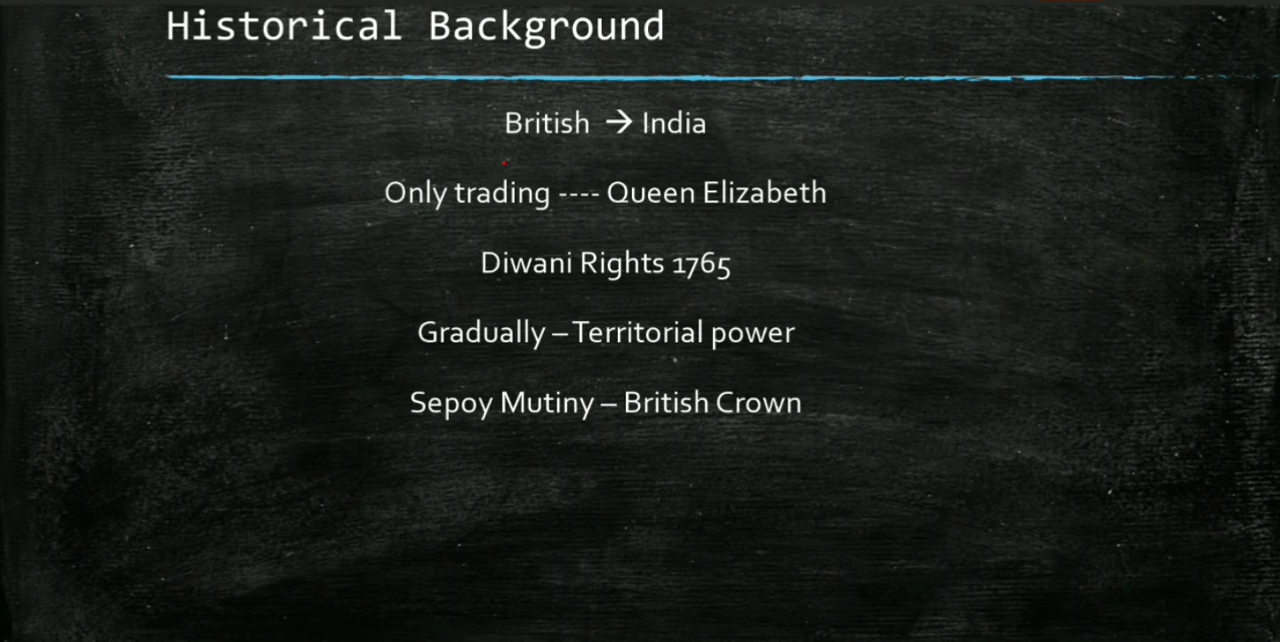 Historical Background
British → India
Only trading ---- Queen Elizabeth
Diwani Rights 1765
Gradually – Territorial power
Sepoy Mutiny – British Crown